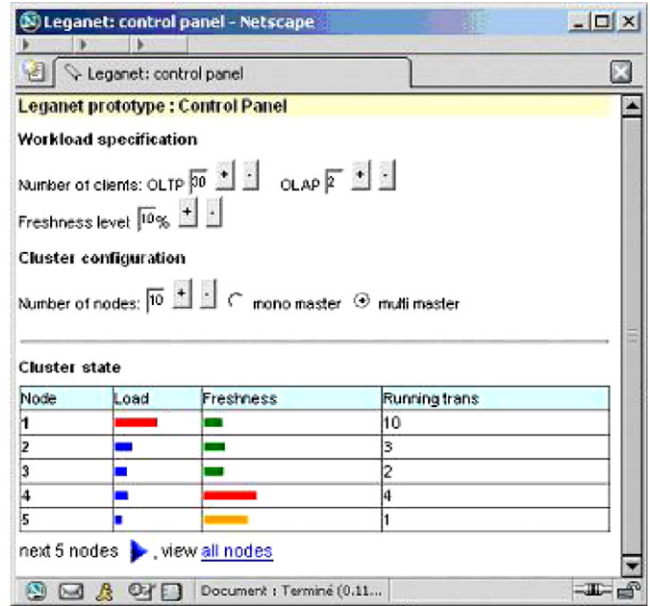 Leganet: control panel - Netscape
Leganet: control panel
Leganet prototype : Control Panel
Workload specification
Number of clients: OLTP 30 + - OLAP 2 + -
Freshness level 10% + -
Cluster configuration
Number of nodes: 10 + - mono master multi master
Cluster state
Node Load Freshness Running trans
1 10
2 3
3 2
4 4
5 1
next 5 nodes , view all nodes
Document : Terminé (0.11...